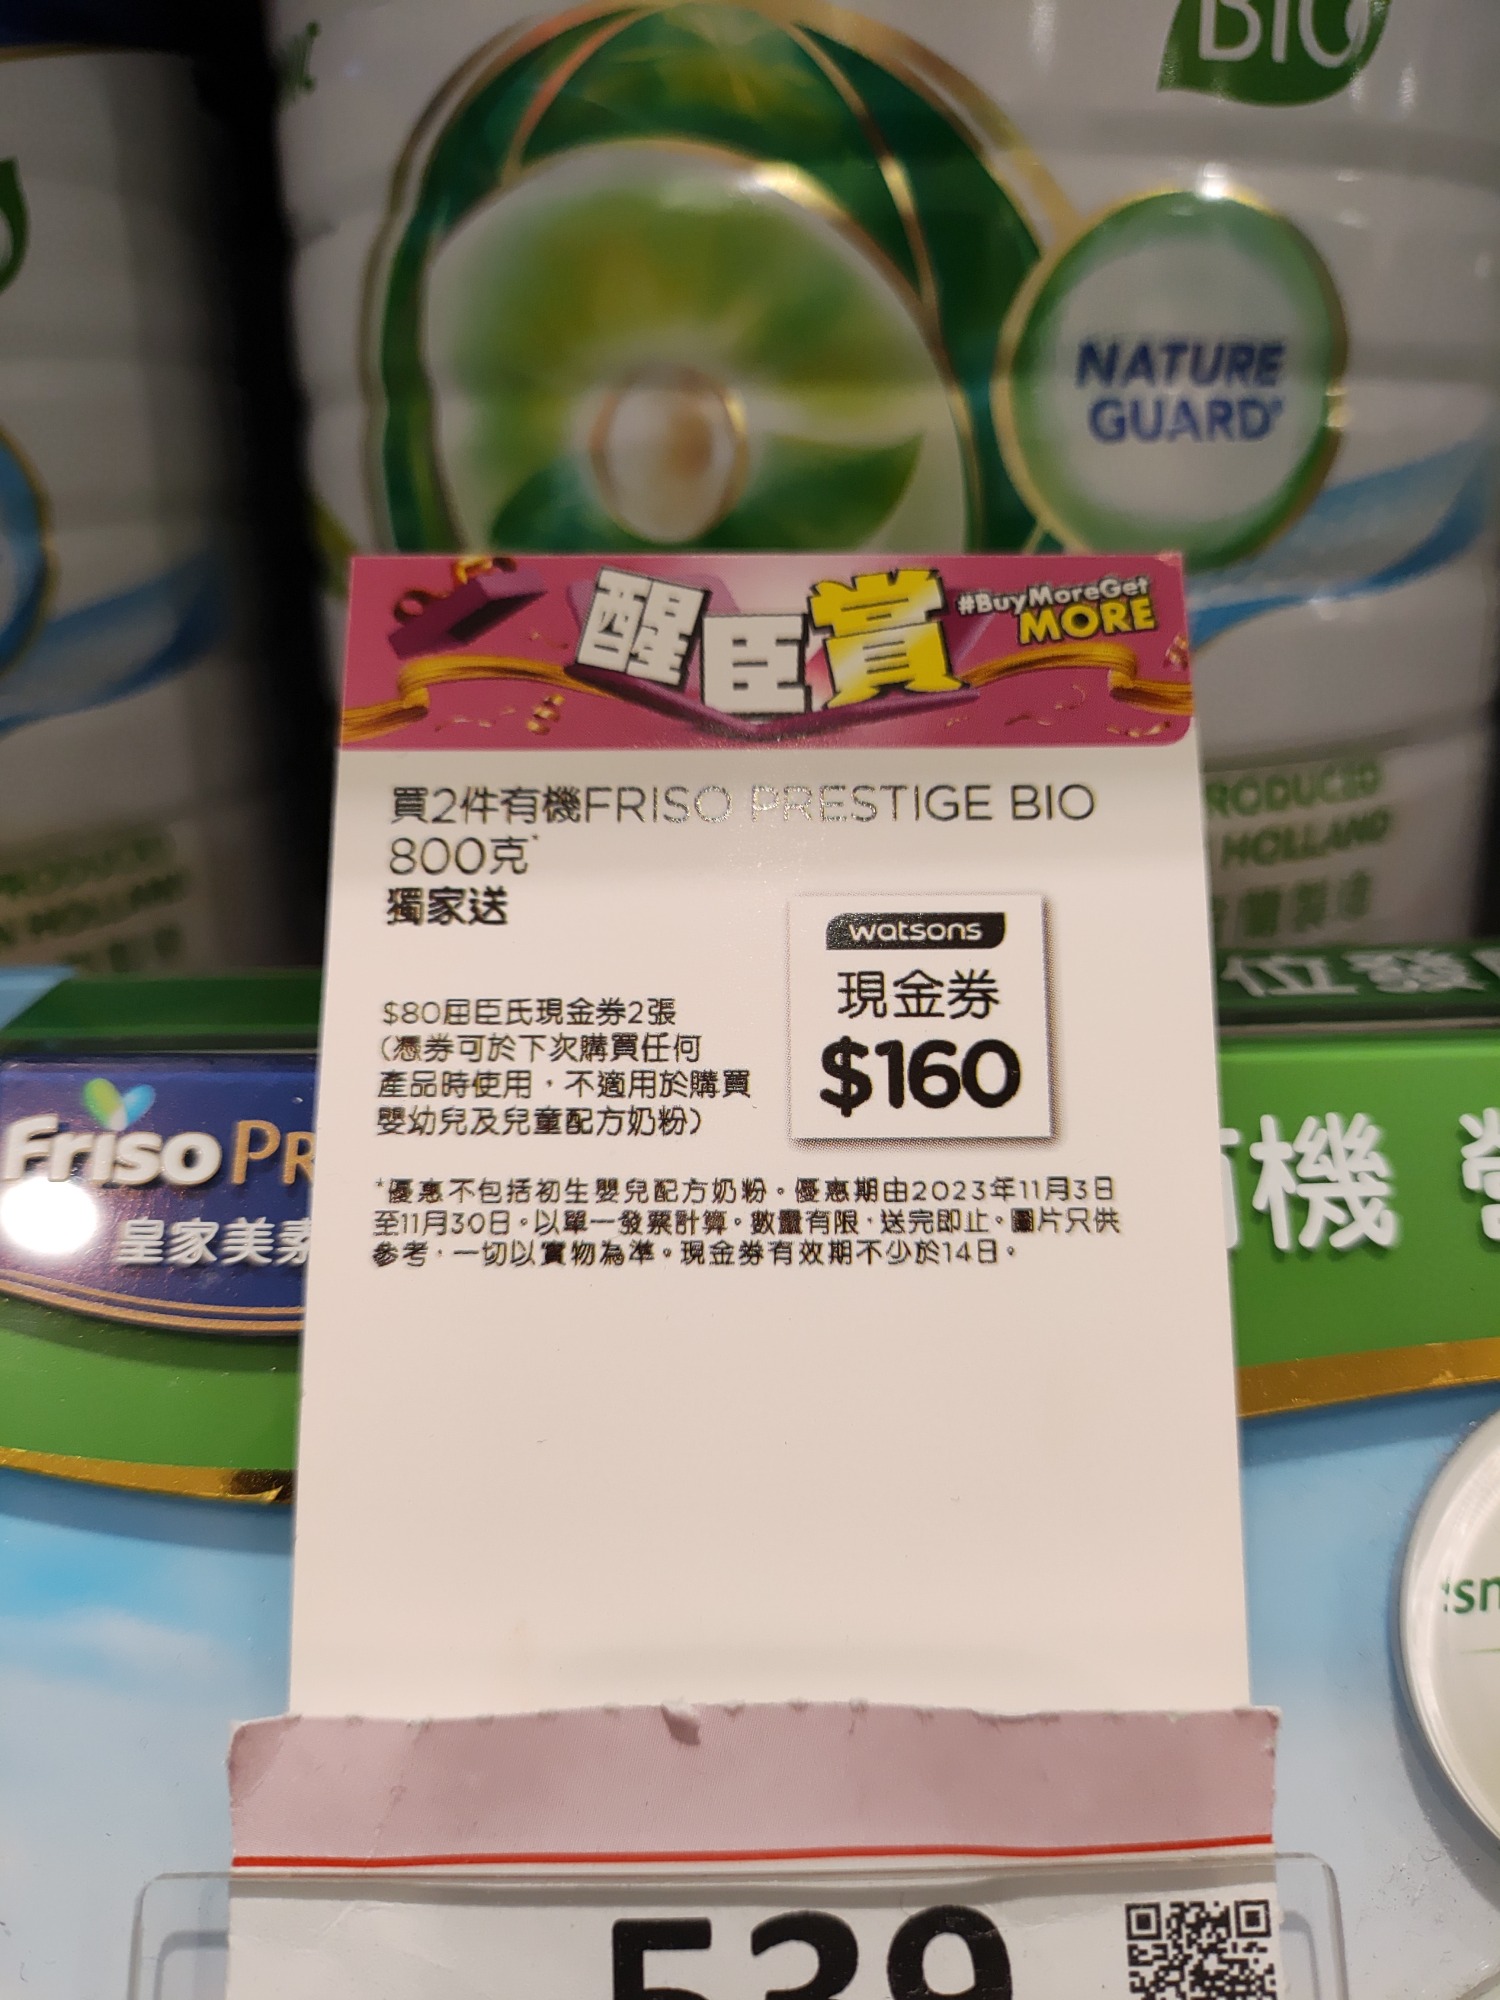 BIO
NATURE
GUARD
醒臣賞
#BuyMoreGet
MORE
買2件有機FRISO PRESTIGE BIO
800克*
獨家送
watsons
現金券
$160
$80屈臣氏現金券2張
(憑券可於下次購買任何
產品時使用，不適用於購買
嬰幼兒及兒童配方奶粉)
*優惠不包括初生嬰兒配方奶粉。優惠期由2023年11月3日
至11月30日。以單一發票計算。數量有限，送完即止。圖片只供
參考，一切以實物為準。現金券有效期不少於14日。
RODUCED
HOLLAND
位發
Friso PR
皇家美素
機
539